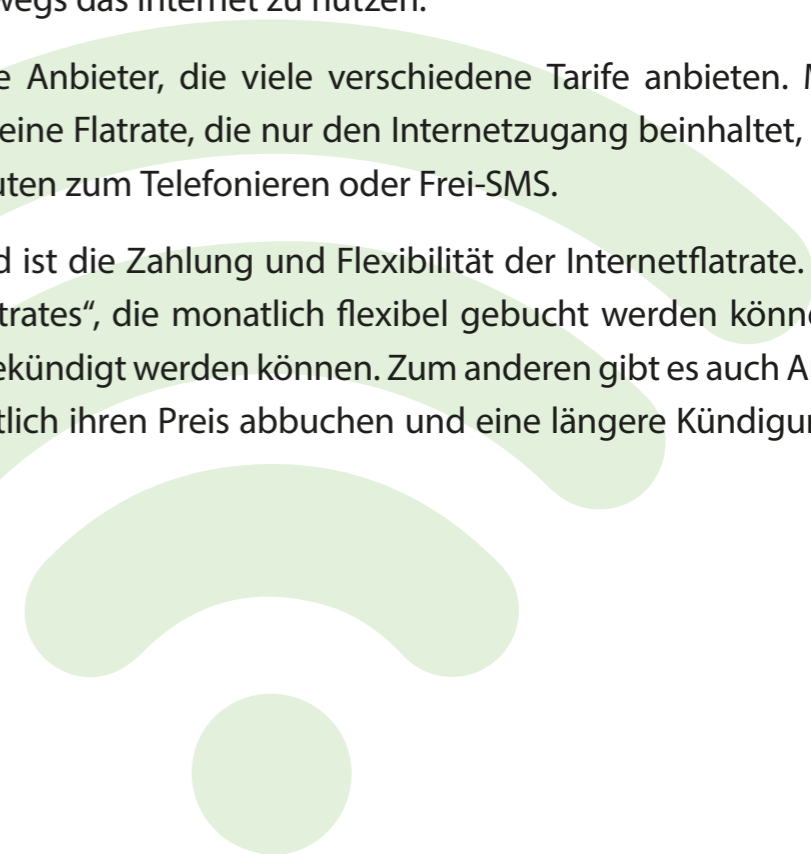 wegs das Internet zu nutzen.
e Anbieter, die viele verschiedene Tarife anbieten.
eine Flatrate, die nur den Internetzugang beinhaltet,
uten zum Telefonieren oder Frei-SMS.
d ist die Zahlung und Flexibilität der Internetflatrate.
trates“, die monatlich flexibel gebucht werden könne
ekündigt werden können. Zum anderen gibt es auch A
tlich ihren Preis abbuchen und eine längere Kündigu